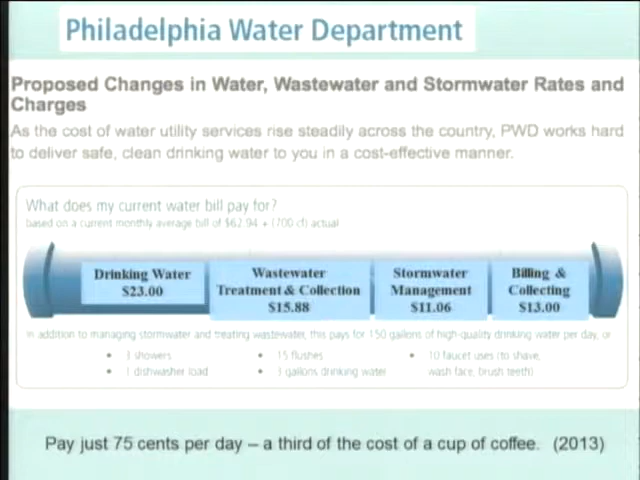 Philadelphia Water Department
Proposed Changes in Water, Wastewater and Stormwater Rates and
Charges
As the cost of water utility services rise steadily across the country, PWD works hard
to deliver safe, clean drinking water to you in a cost-effective manner.
What does my current water bill pay for?
based on a current monthly average bill of $62.94 + (700 cf) actual
Drinking Water
$23.00
Wastewater
Treatment & Collection
$15.88
Stormwater
Management
$11.06
Billing &
Collecting
$13.00
In addition to managing stormwater and treating wastewater, this pays for 150 gallons of high-quality drinking water per day, or
• 3 showers
• 1 dishwasher load
• 15 flushes
• 3 gallons drinking water
• 10 faucet uses (to shave,
wash face, brush teeth)
Pay just 75 cents per day – a third of the cost of a cup of coffee. (2013)